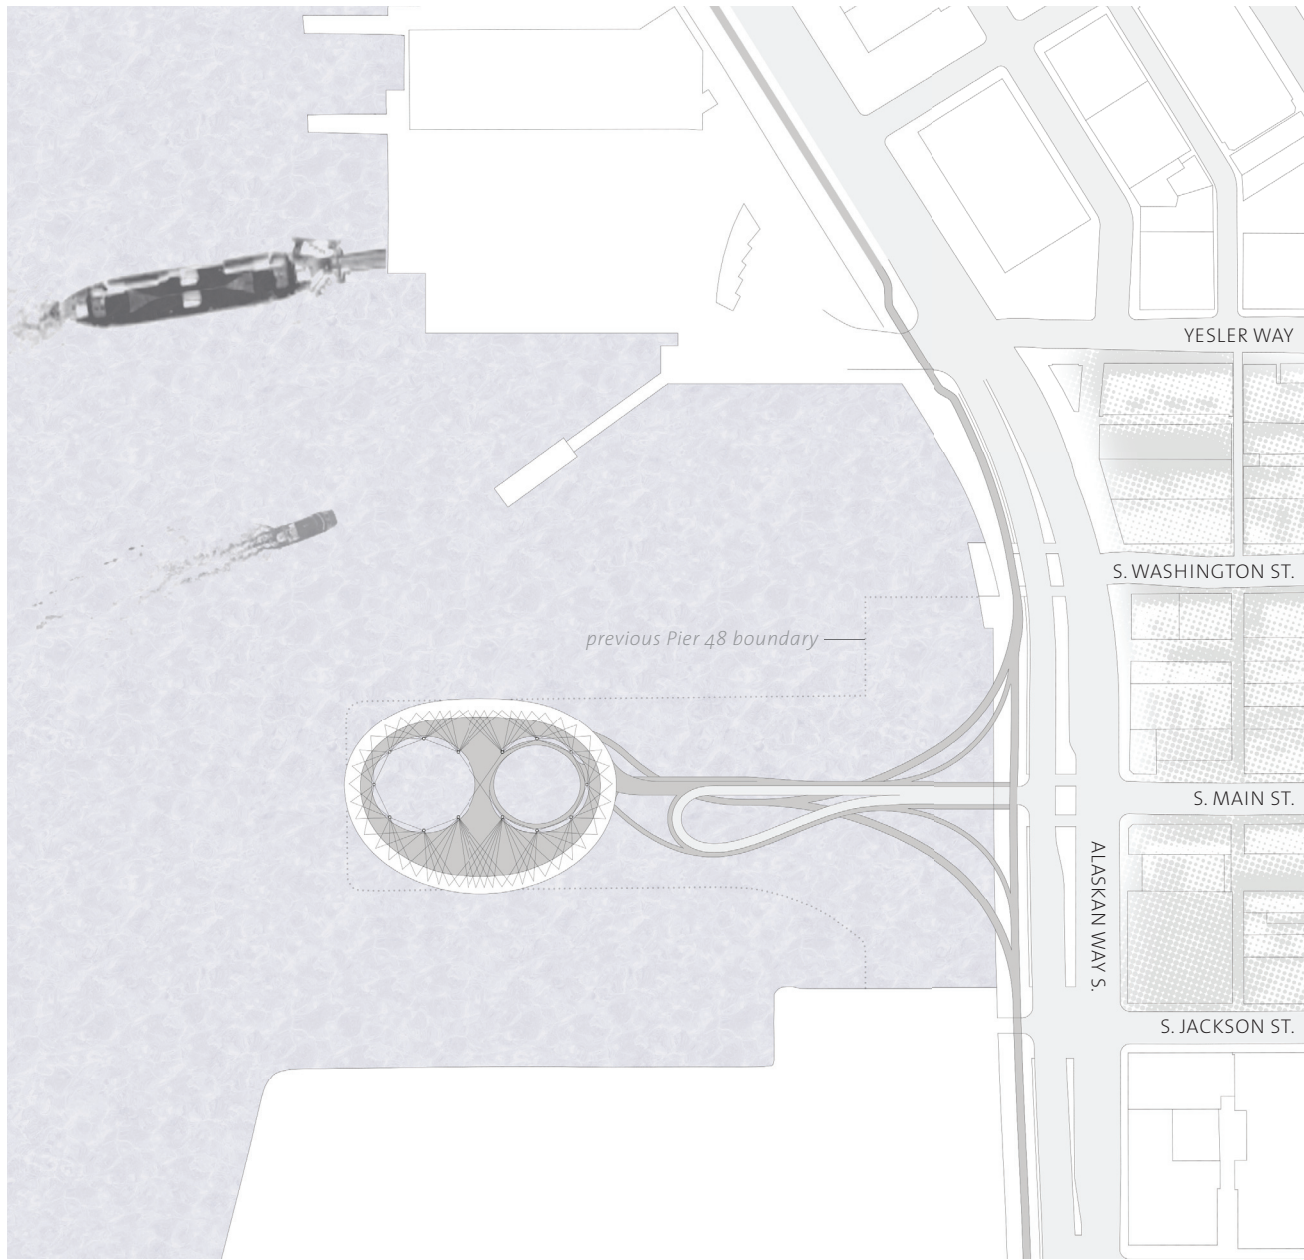 YESLER WAY
S. WASHINGTON ST.
previous Pier 48 boundary
S. MAIN ST.
ALASKAN WAY S.
S. JACKSON ST.